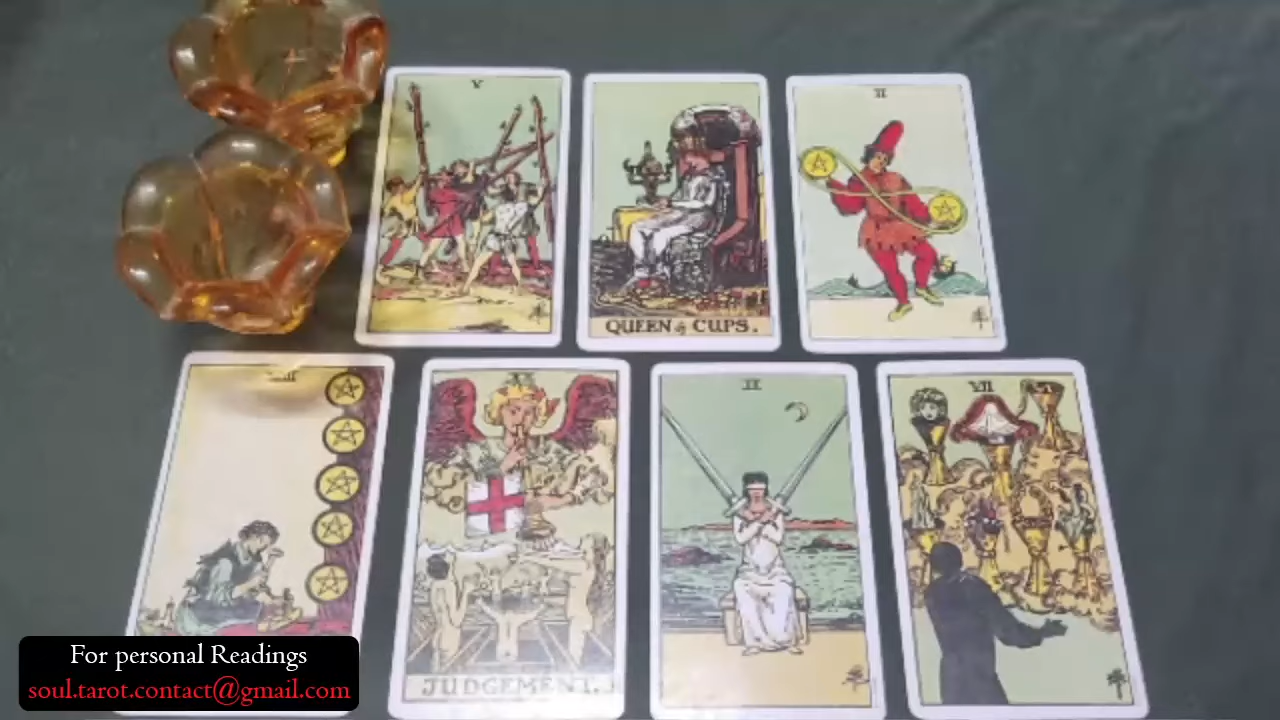 V
QUEEN of CUPS.
II
JUDGEMENT.
II
VII
For personal Readings
soul.tarot.contact@gmail.com